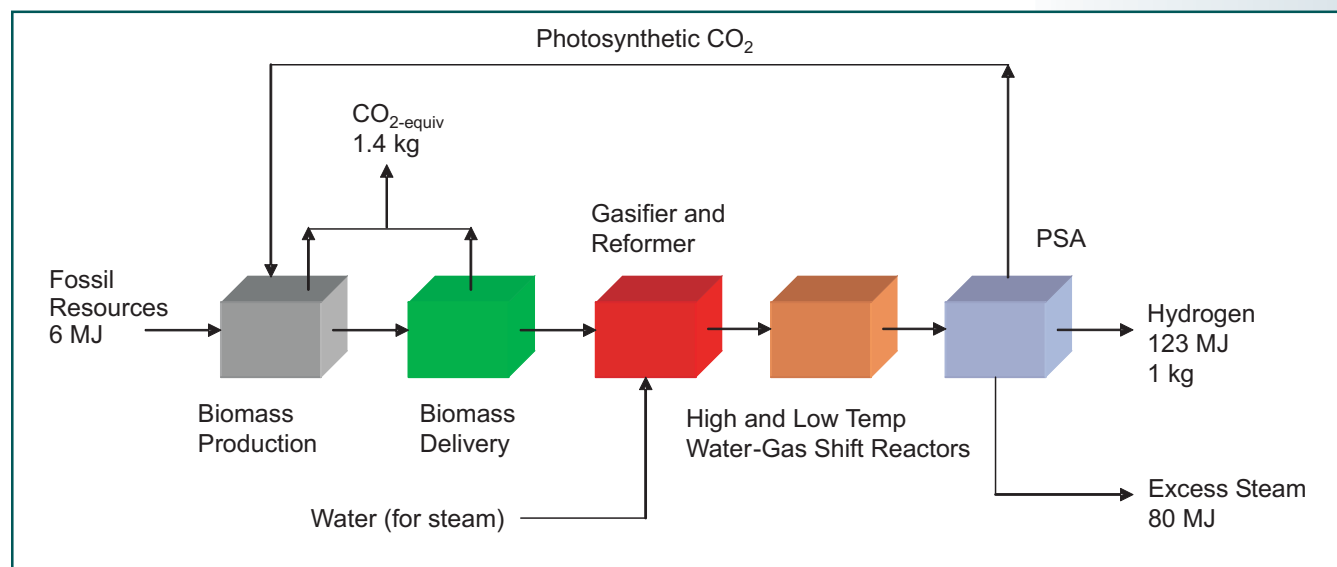 Photosynthetic CO₂
CO₂₋equiv
1.4 kg
Gasifier and
Reformer
PSA
Fossil
Resources
6 MJ
Hydrogen
123 MJ
1 kg
Biomass
Production
Biomass
Delivery
High and Low Temp
Water-Gas Shift Reactors
Water (for steam)
Excess Steam
80 MJ